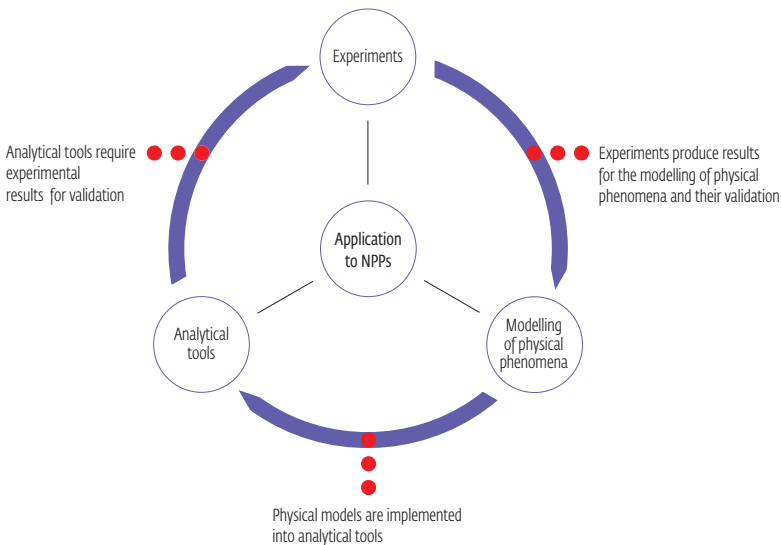 Experiments
Analytical tools require
experimental
results for validation
Experiments produce results
for the modelling of physical
phenomena and their validation
Application
to NPPs
Analytical
tools
Modelling
of physical
phenomena
Physical models are implemented
into analytical tools